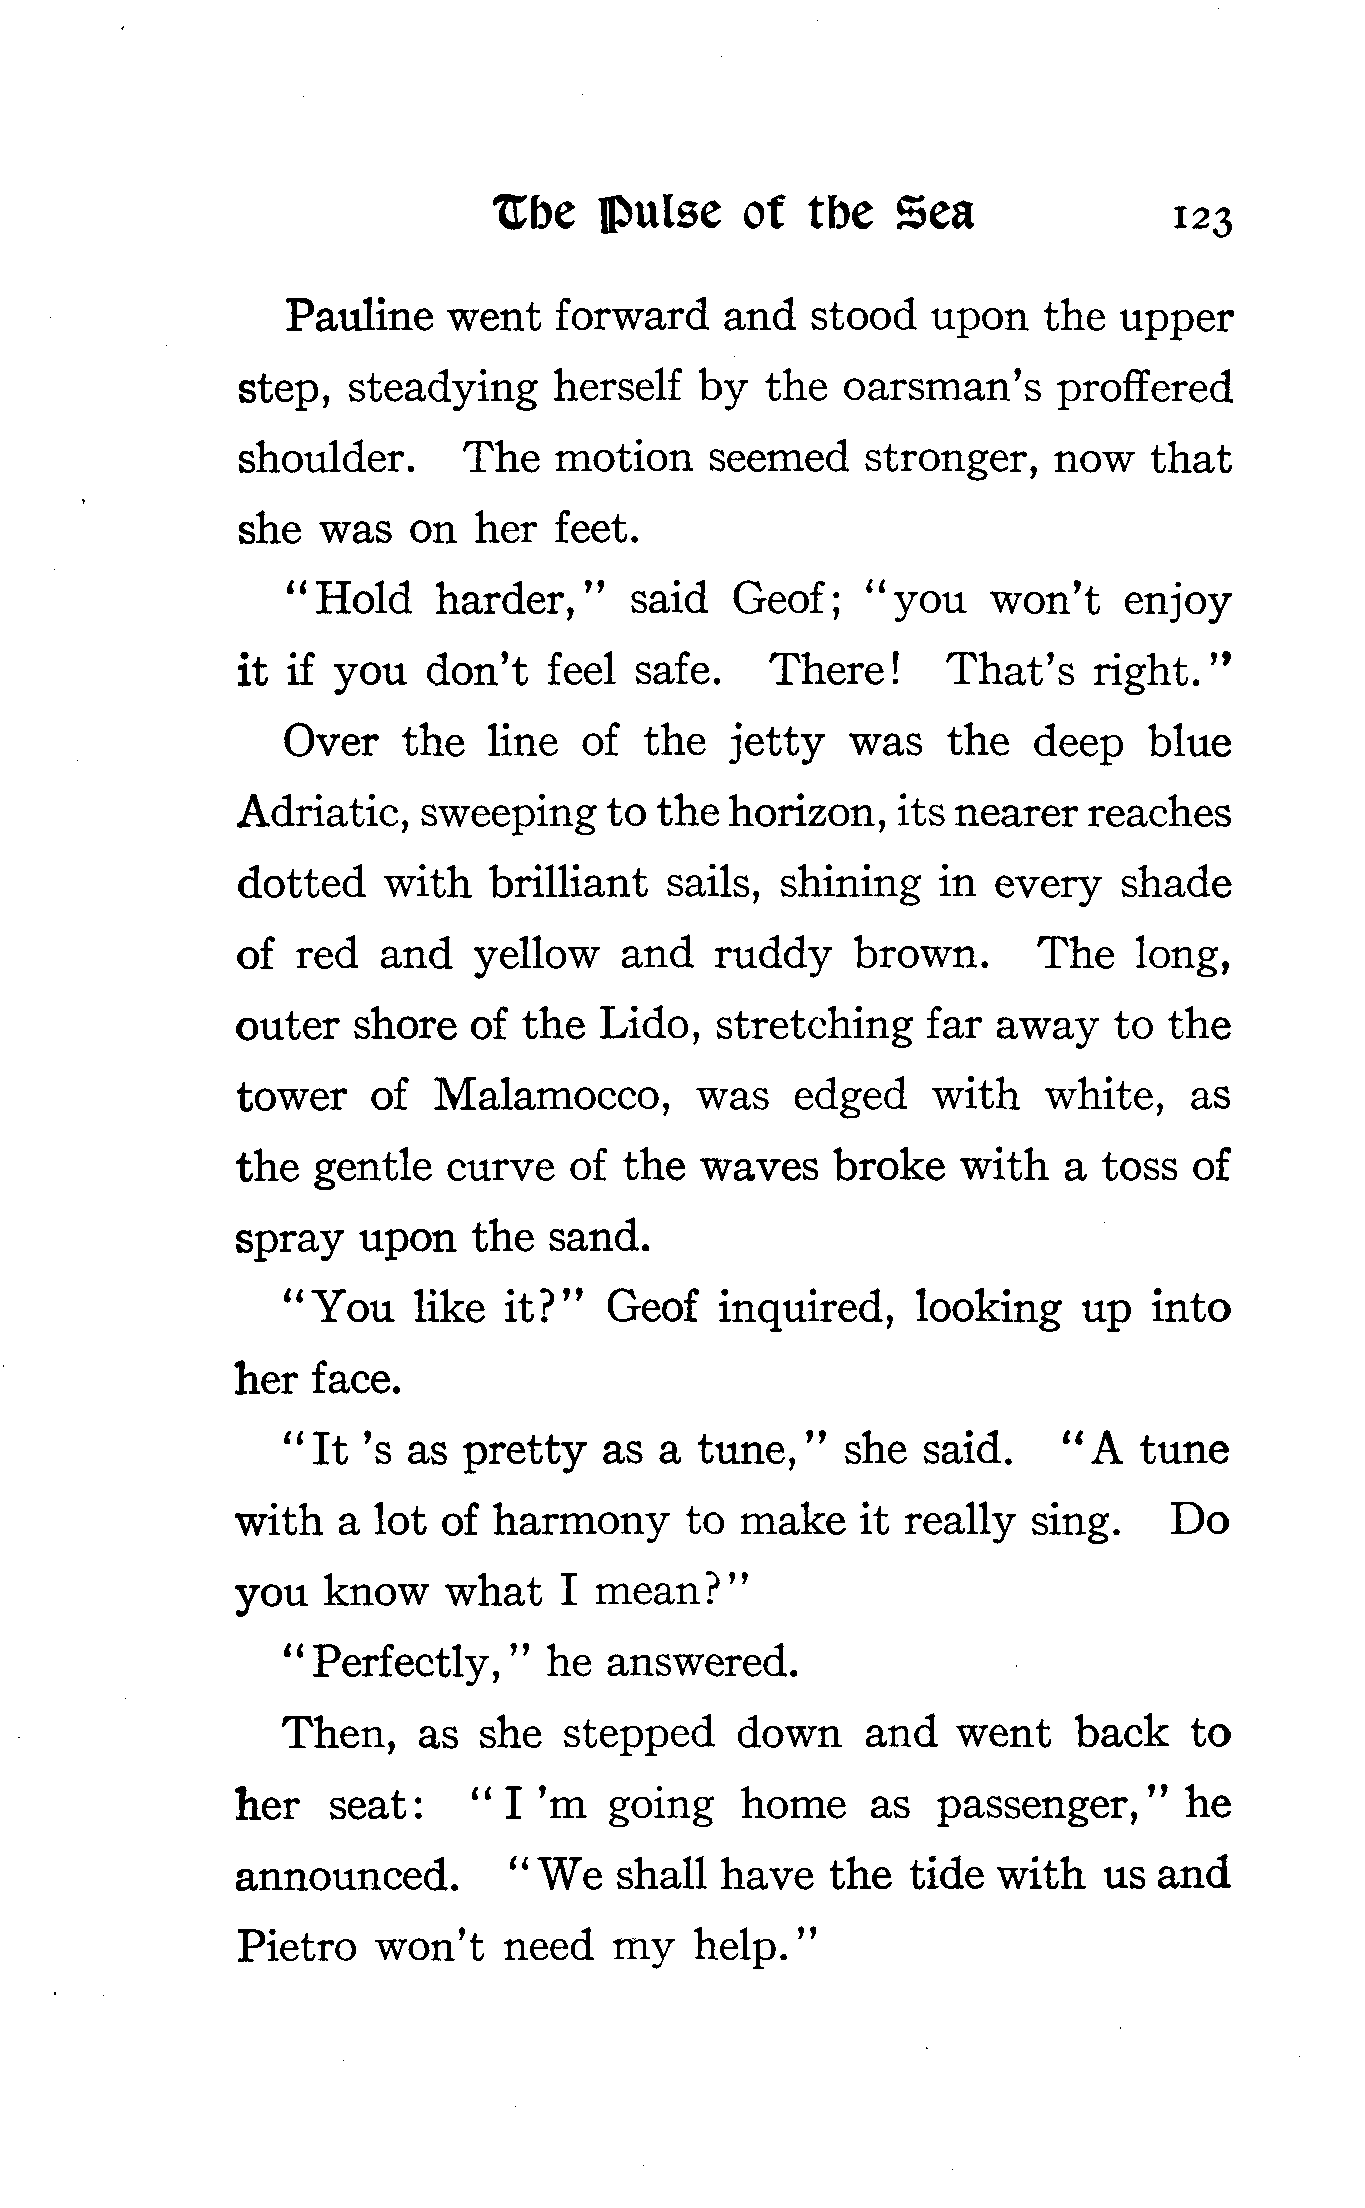 The Pulse of the Sea 123
Pauline went forward and stood upon the upper
step, steadying herself by the oarsman's proffered
shoulder. The motion seemed stronger, now that
she was on her feet.
"Hold harder," said Geof; "you won't enjoy
it if you don't feel safe. There! That's right."
Over the line of the jetty was the deep blue
Adriatic, sweeping to the horizon, its nearer reaches
dotted with brilliant sails, shining in every shade
of red and yellow and ruddy brown. The long,
outer shore of the Lido, stretching far away to the
tower of Malamocco, was edged with white, as
the gentle curve of the waves broke with a toss of
spray upon the sand.
"You like it?" Geof inquired, looking up into
her face.
"It 's as pretty as a tune," she said. "A tune
with a lot of harmony to make it really sing. Do
you know what I mean?"
"Perfectly," he answered.
Then, as she stepped down and went back to
her seat: "I 'm going home as passenger," he
announced. "We shall have the tide with us and
Pietro won't need my help."